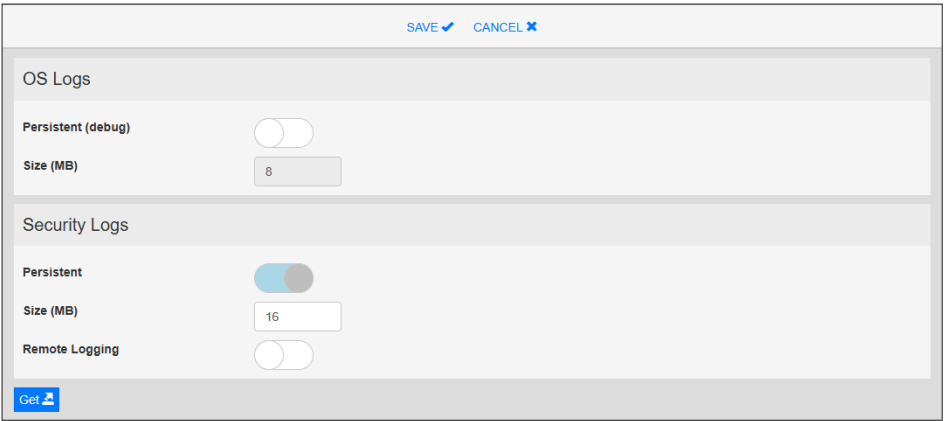 SAVE CANCEL
OS Logs
Persistent (debug)
Size (MB) 8
Security Logs
Persistent
Size (MB) 16
Remote Logging
Get